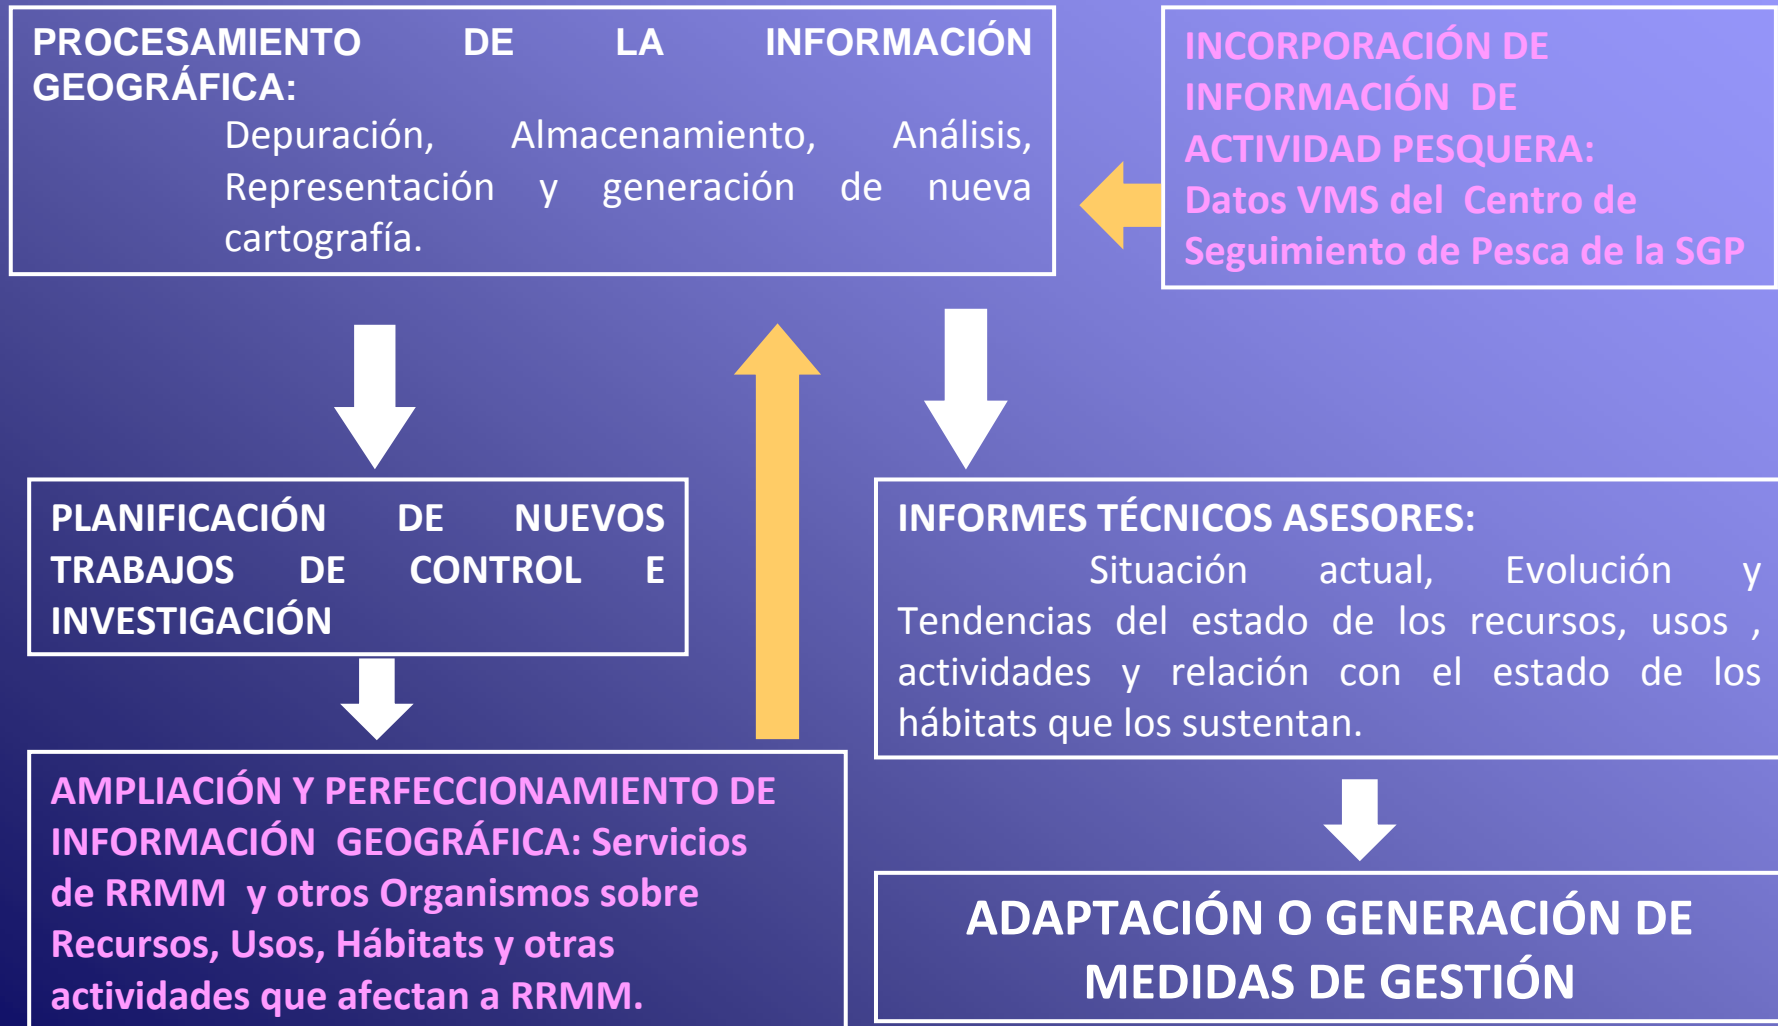 PROCESAMIENTO DE LA INFORMACIÓN
GEOGRÁFICA:
Depuración, Almacenamiento, Análisis,
Representación y generación de nueva
cartografía.
INCORPORACIÓN DE
INFORMACIÓN DE
ACTIVIDAD PESQUERA:
Datos VMS del Centro de
Seguimiento de Pesca de la SGP
PLANIFICACIÓN DE NUEVOS
TRABAJOS DE CONTROL E
INVESTIGACIÓN
INFORMES TÉCNICOS ASESORES:
Situación actual, Evolución y
Tendencias del estado de los recursos, usos ,
actividades y relación con el estado de los
hábitats que los sustentan.
AMPLIACIÓN Y PERFECCIONAMIENTO DE
INFORMACIÓN GEOGRÁFICA: Servicios
de RRMM y otros Organismos sobre
Recursos, Usos, Hábitats y otras
actividades que afectan a RRMM.
ADAPTACIÓN O GENERACIÓN DE
MEDIDAS DE GESTIÓN